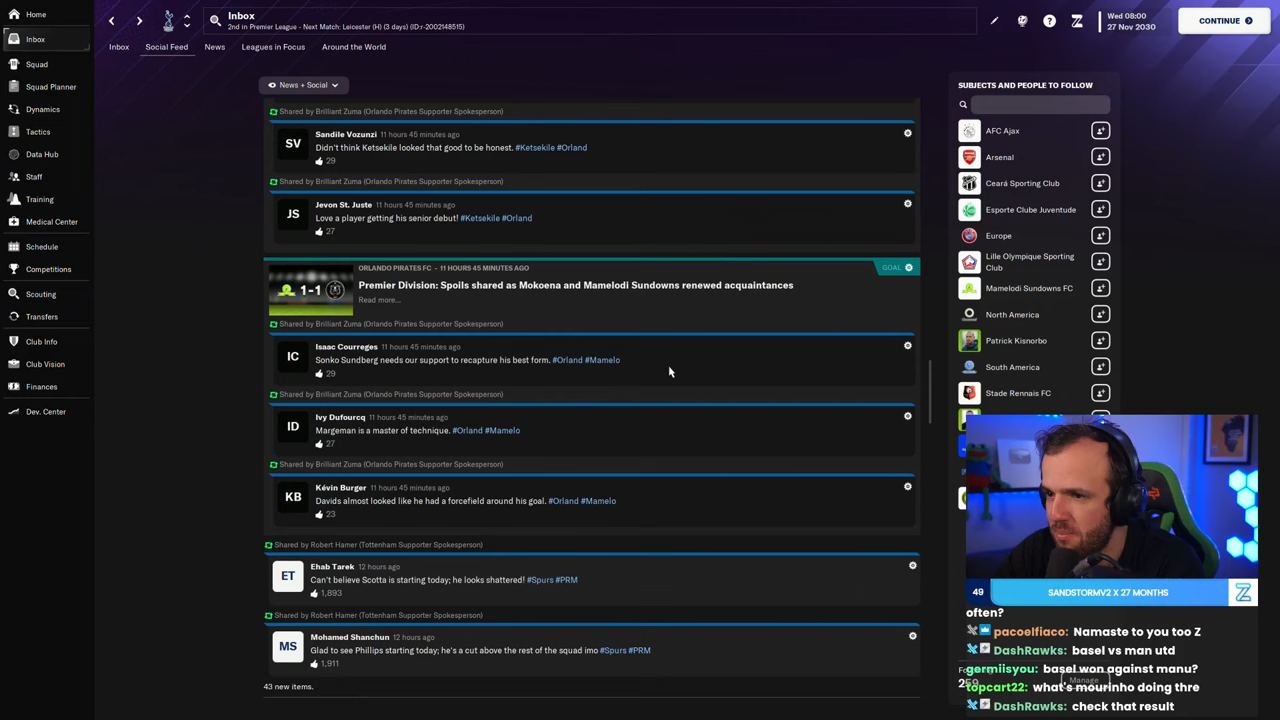 Home
Inbox
Squad
Squad Planner
Dynamics
Tactics
Data Hub
Staff
Training
Medical Center
Schedule
Competitions
Scouting
Transfers
Club Info
Club Vision
Finances
Dev. Center
Inbox
2nd in Premier League - Next Match: Leicester (H) (3 days) (ID:r-2002148515)
Wed 08:00
27 Nov 2030
CONTINUE
Inbox Social Feed News Leagues in Focus Around the World
News + Social
Shared by Brilliant Zuma (Orlando Pirates Supporter Spokesperson)
SV
Sandile Vozunzi 11 hours 45 minutes ago
Didn't think Ketsekile looked that good to be honest. #Ketsekile #Orland
29
Shared by Brilliant Zuma (Orlando Pirates Supporter Spokesperson)
JS
Jevon St. Juste 11 hours 45 minutes ago
Love a player getting his senior debut! #Ketsekile #Orland
27
1-1
ORLANDO PIRATES FC - 11 HOURS 45 MINUTES AGO
GOAL
Premier Division: Spoils shared as Mokoena and Mamelodi Sundowns renewed acquaintances
Read more...
Shared by Brilliant Zuma (Orlando Pirates Supporter Spokesperson)
IC
Isaac Courreges 11 hours 45 minutes ago
Sonko Sundberg needs our support to recapture his best form. #Orland #Mamelo
29
Shared by Brilliant Zuma (Orlando Pirates Supporter Spokesperson)
ID
Ivy Dufourcq 11 hours 45 minutes ago
Margeman is a master of technique. #Orland #Mamelo
27
Shared by Brilliant Zuma (Orlando Pirates Supporter Spokesperson)
KB
Kévin Burger 11 hours 45 minutes ago
Davids almost looked like he had a forcefield around his goal. #Orland #Mamelo
23
Shared by Robert Hamer (Tottenham Supporter Spokesperson)
ET
Ehab Tarek 12 hours ago
Can't believe Scotta is starting today; he looks shattered! #Spurs #PRM
1,893
Shared by Robert Hamer (Tottenham Supporter Spokesperson)
MS
Mohamed Shanchun 12 hours ago
Glad to see Phillips starting today; he's a cut above the rest of the squad imo #Spurs #PRM
1,911
43 new items.
SUBJECTS AND PEOPLE TO FOLLOW
AFC Ajax
Arsenal
Ceará Sporting Club
Esporte Clube Juventude
Europe
Lille Olympique Sporting
Club
Mamelodi Sundowns FC
North America
Patrick Kisnorbo
South America
Stade Rennais FC
49 SANDSTORMV2 X 27 MONTHS
often?
pacoelfiaco: Namaste to you too Z
DashRawks: basel vs man utd
germiisyou: basel won against manu?
Manage
topcart22: what's mourinho doing thre
DashRawks: check that result